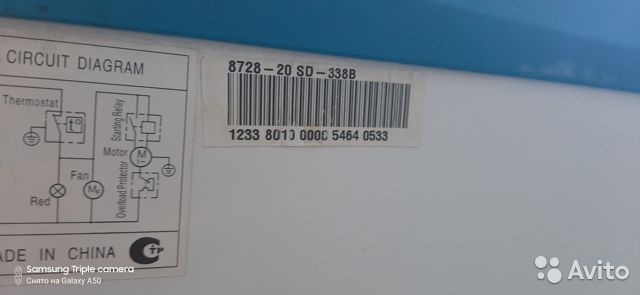 CIRCUIT DIAGRAM
Thermostat
Starting Relay
Motor
M
Fan
M
Red
Overload Protector
MADE IN CHINA
8728-20 SD-338B
1233 8010 0000 5464 0533
Samsung Triple camera
Снято на Galaxy A50
Avito